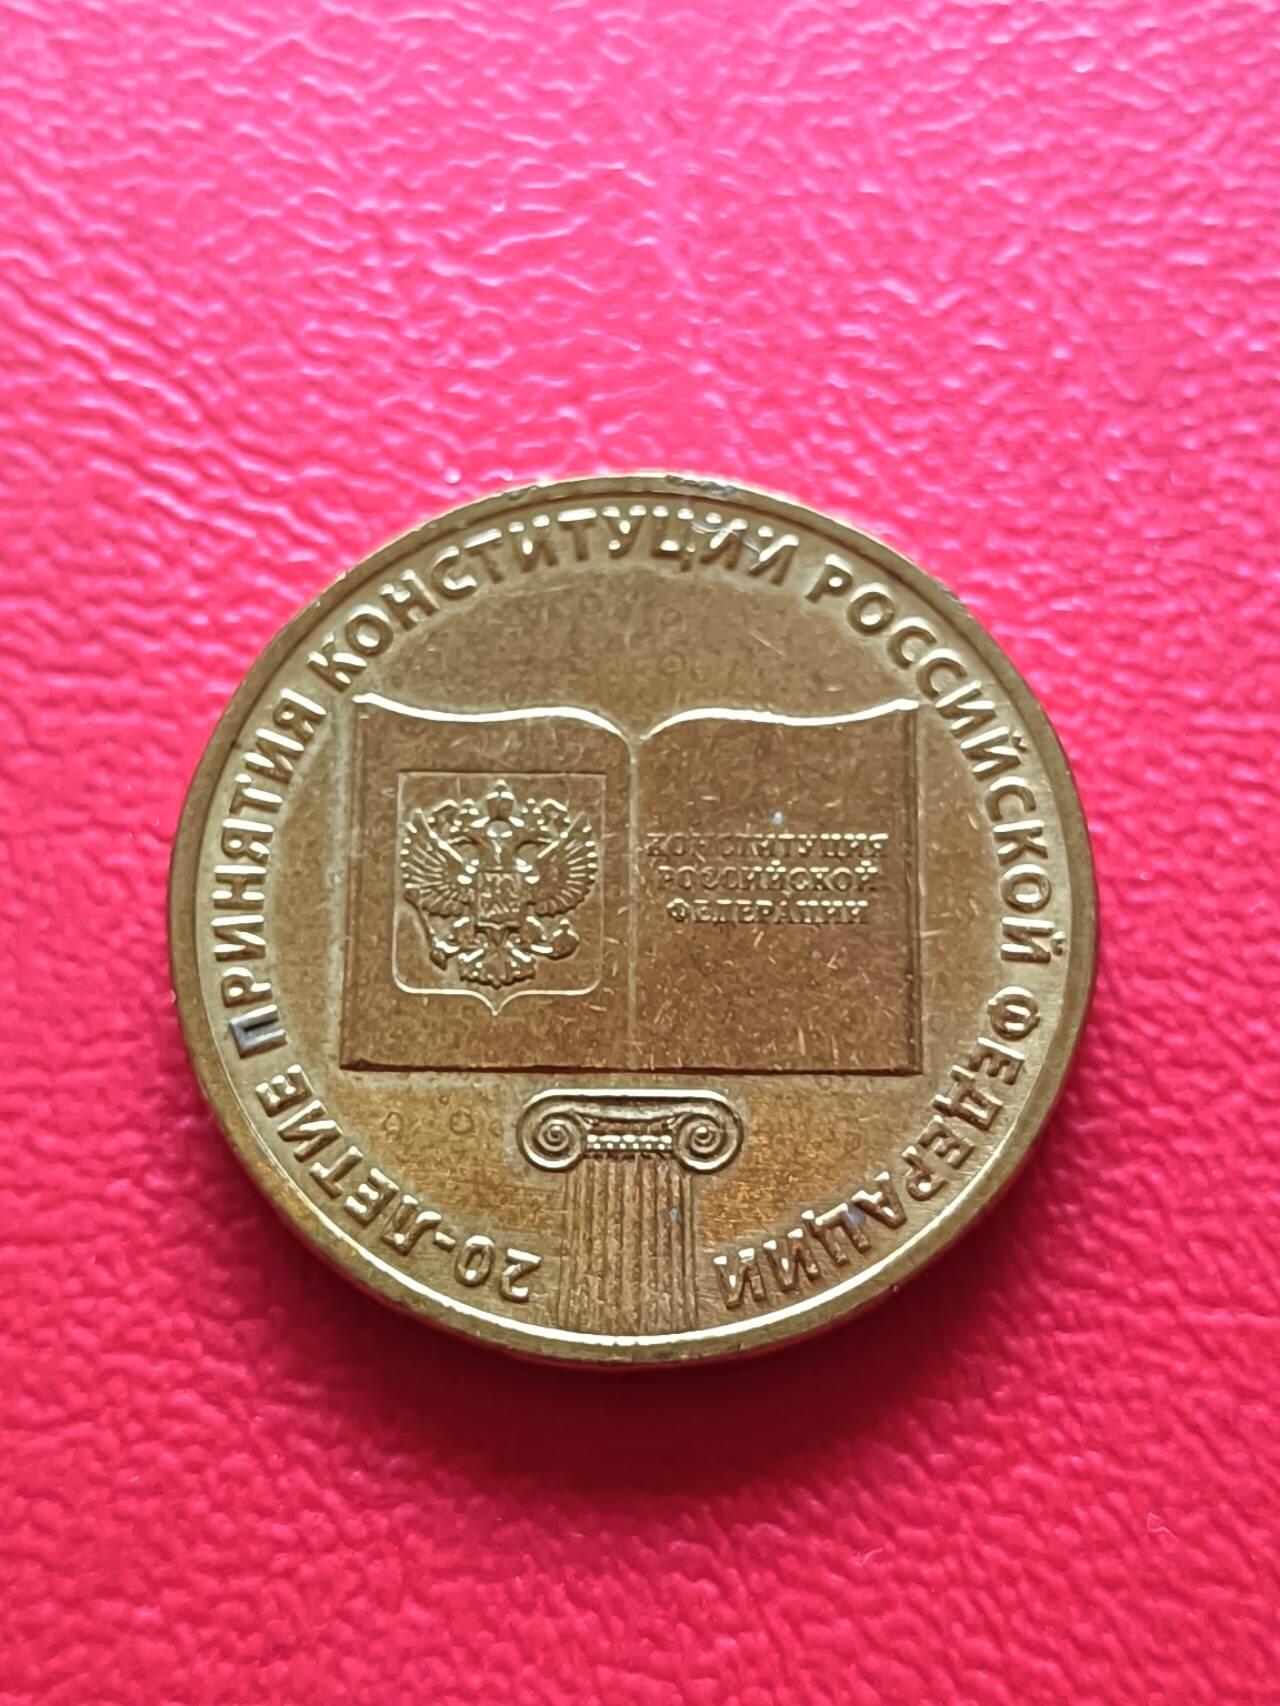 20-ЛЕТИЕ ПРИНЯТИЯ КОНСТИТУЦИИ РОССИЙСКОЙ ФЕДЕРАЦИИ
КОНСТИТУЦИЯ
РОССИЙСКОЙ
ФЕДЕРАЦИИ